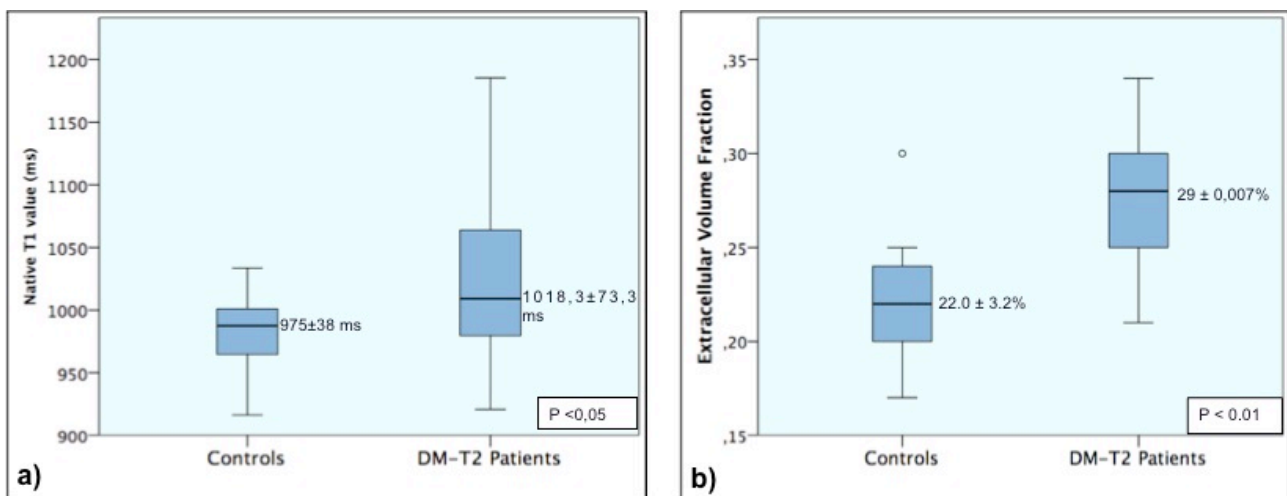 Native T1 value (ms)
1200
1150
1100
1050
1000
950
900
975±38 ms
1018,3±73,3
ms
P <0,05
Controls
DM-T2 Patients
a)
Extracellular Volume Fraction
,35
,30
,25
,20
,15
22.0 ± 3.2%
29 ± 0,007%
P < 0.01
Controls
DM-T2 Patients
b)